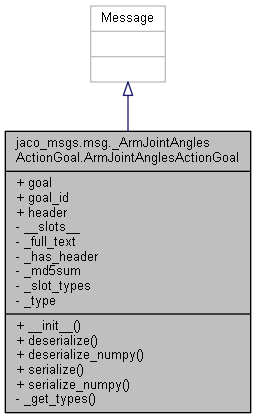 Message
jaco_msgs.msg._ArmJointAngles
ActionGoal.ArmJointAnglesActionGoal
+ goal
+ goal_id
+ header
- __slots__
- _full_text
- _has_header
- _md5sum
- _slot_types
- _type
+ __init__()
+ deserialize()
+ deserialize_numpy()
+ serialize()
+ serialize_numpy()
- _get_types()